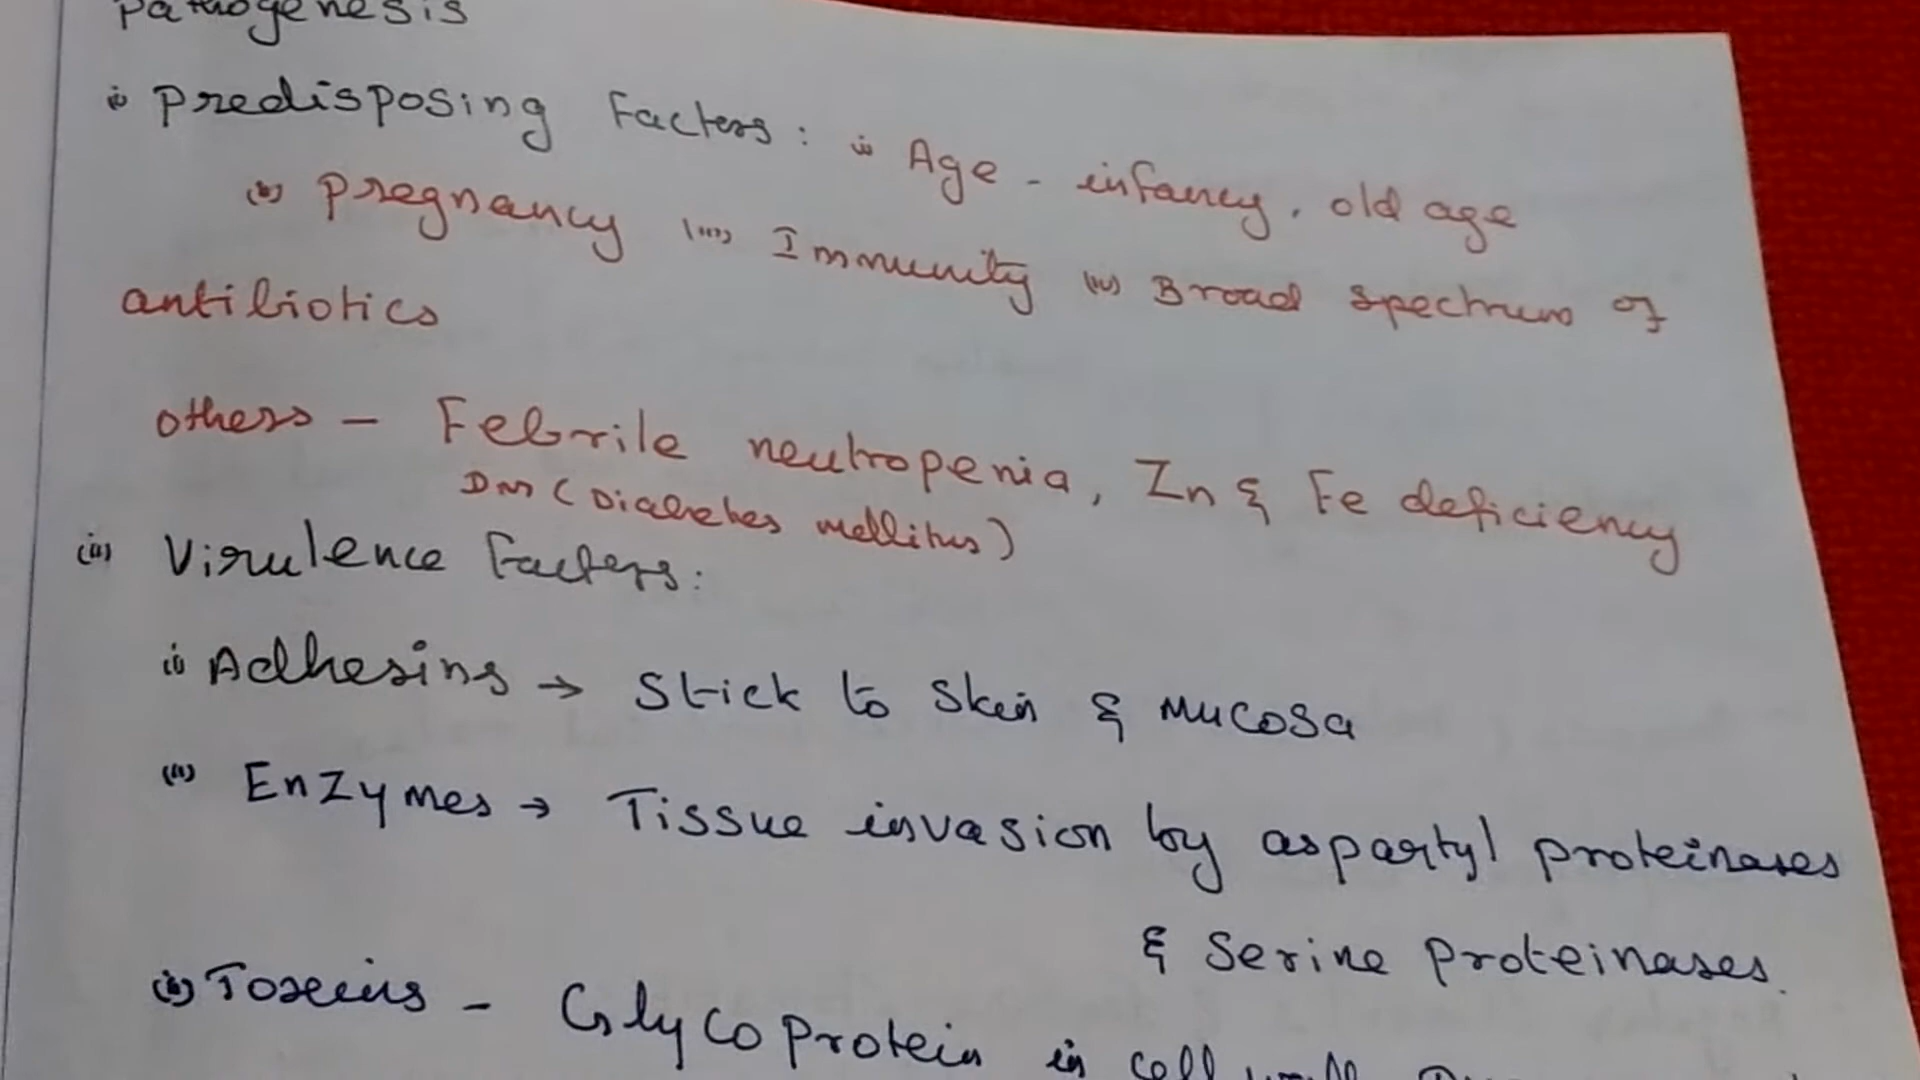 Pathogenesis
(i) Predisposing Factors : (i) Age - infancy, old age
(ii) Pregnancy (iii) Immunity (iv) Broad spectrum of
antibiotics
others - Febrile neutropenia, Zn & Fe deficiency
DM (Diabetes mellitus)
(ii) Virulence Factors:
(i) Adhesins → Stick to Skin & Mucosa
(ii) Enzymes → Tissue invasion by aspartyl proteinases
& Serine Proteinases.
Toxins - Glycoprotein in cell wall